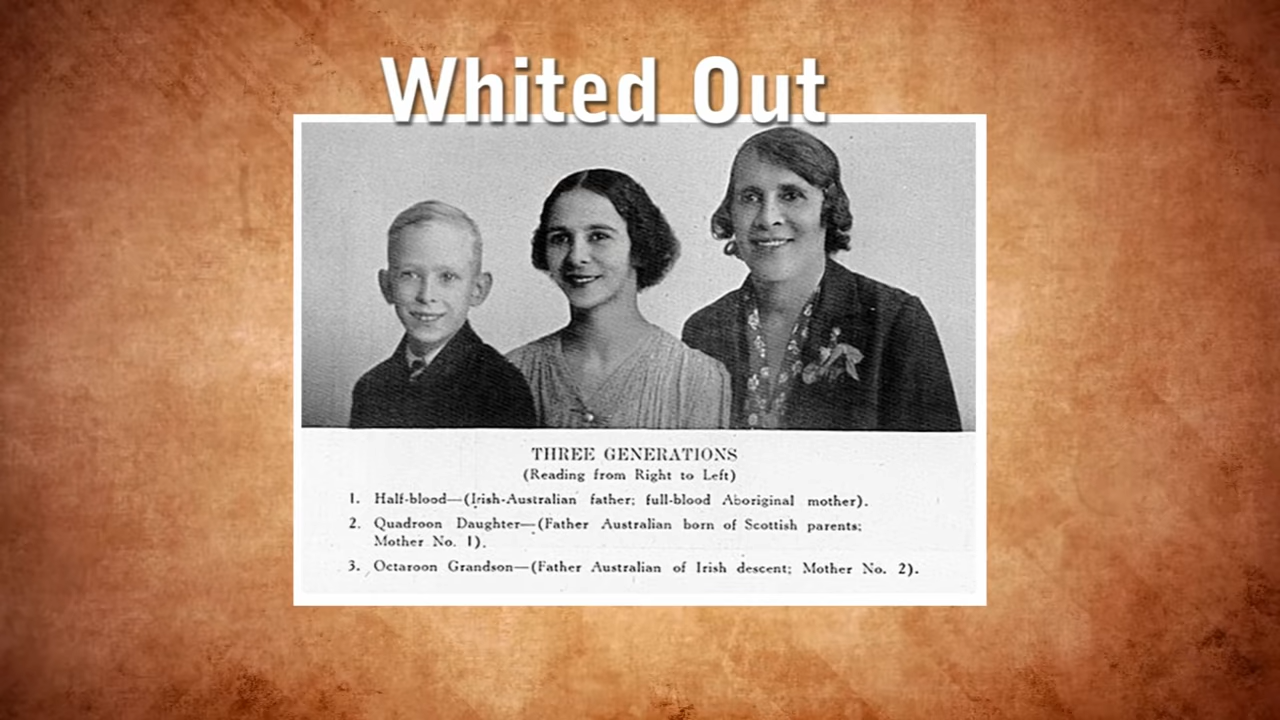 Whited Out
THREE GENERATIONS
(Reading from Right to Left)
1. Half-blood—(Irish-Australian father; full-blood Aboriginal mother).
2. Quadroon Daughter—(Father Australian born of Scottish parents;
Mother No. 1).
3. Octaroon Grandson—(Father Australian of Irish descent; Mother No. 2).